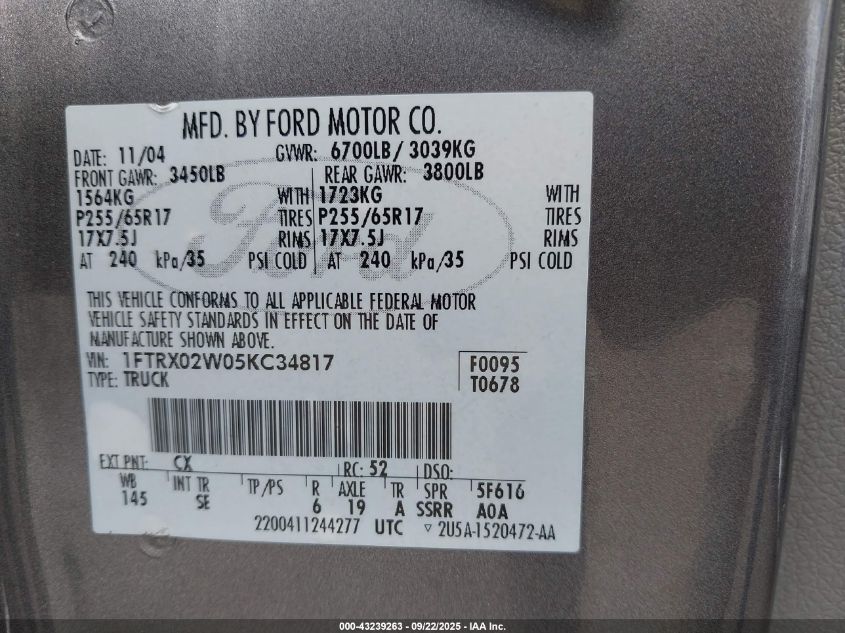 MFD. BY FORD MOTOR CO.
DATE: 11/04 GVWR: 6700LB/ 3039KG
FRONT GAWR: 3450LB REAR GAWR: 3800LB
1564KG WITH 1723KG WITH
P255/65R17 TIRES P255/65R17 TIRES
17X7.5J RIMS 17X7.5J RIMS
AT 240 kPa/35 PSI COLD AT 240 kPa/35 PSI COLD
THIS VEHICLE CONFORMS TO ALL APPLICABLE FEDERAL MOTOR
VEHICLE SAFETY STANDARDS IN EFFECT ON THE DATE OF
MANUFACTURE SHOWN ABOVE.
VIN: 1FTRX02W05KC34817 F0095
TYPE: TRUCK T0678
EXT PNT: CX RC: 52 DSO:
WB INT TR TP/PS R AXLE TR SPR 5F616
145 SE 6 19 A SSRR A0A
2200411244277 UTC ▽ 2U5A-1520472-AA
Ford
000-43239263 - 09/22/2025 - IAA Inc.